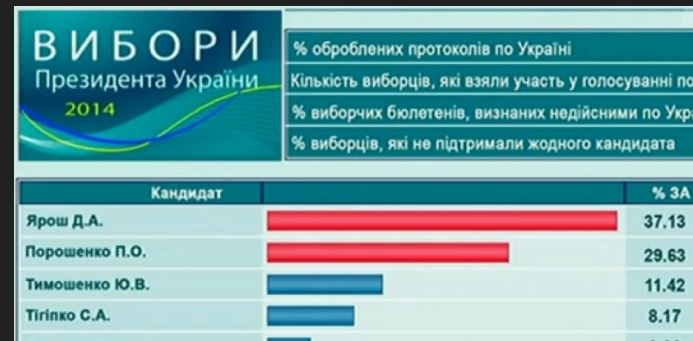 ВИБОРИ
Президента України
2014
% оброблених протоколів по Україні
Кількість виборців, які взяли участь у голосуванні по
% виборчих бюлетенів, визнаних недійсними по Укра
% виборців, які не підтримали жодного кандидата
Кандидат % ЗА
Ярош Д.А. 37.13
Порошенко П.О. 29.63
Тимошенко Ю.В. 11.42
Тігіпко С.А. 8.17